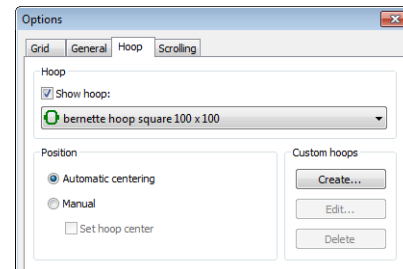 Options
Grid General Hoop Scrolling
Hoop
Show hoop:
bernette hoop square 100 x 100
Position
Custom hoops
Automatic centering
Create...
Manual
Edit...
Set hoop center
Delete